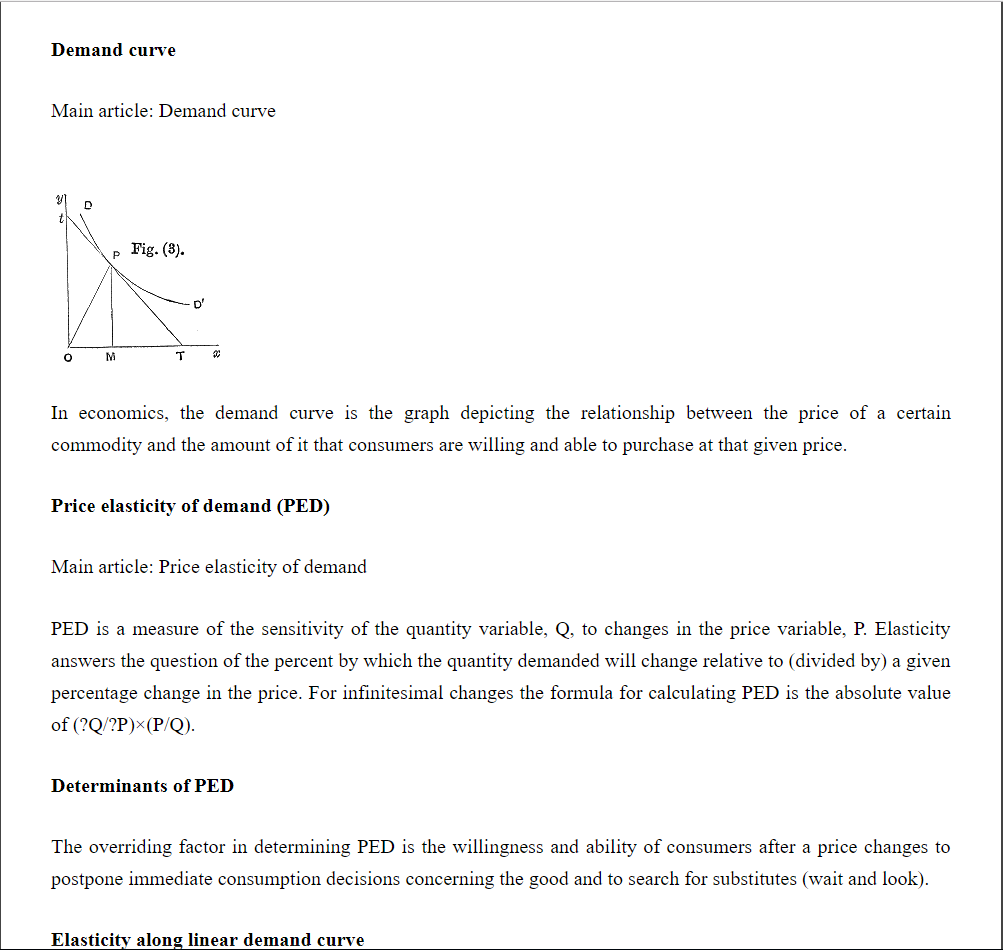 Demand curve
Main article: Demand curve
y
D
t
P Fig. (3).
D'
O M T x
In economics, the demand curve is the graph depicting the relationship between the price of a certain
commodity and the amount of it that consumers are willing and able to purchase at that given price.
Price elasticity of demand (PED)
Main article: Price elasticity of demand
PED is a measure of the sensitivity of the quantity variable, Q, to changes in the price variable, P. Elasticity
answers the question of the percent by which the quantity demanded will change relative to (divided by) a given
percentage change in the price. For infinitesimal changes the formula for calculating PED is the absolute value
of (?Q/?P)×(P/Q).
Determinants of PED
The overriding factor in determining PED is the willingness and ability of consumers after a price changes to
postpone immediate consumption decisions concerning the good and to search for substitutes (wait and look).
Elasticity along linear demand curve